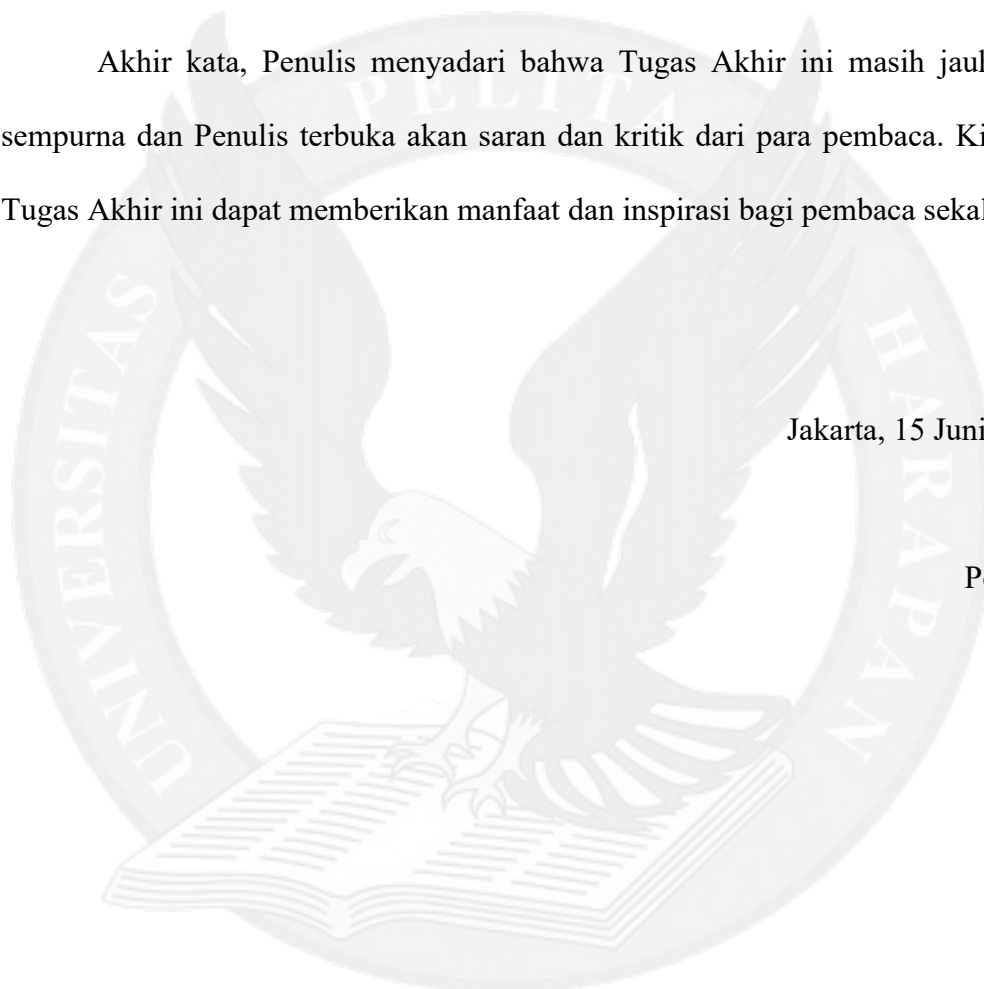 Akhir kata, Penulis menyadari bahwa Tugas Akhir ini masih jauh
sempurna dan Penulis terbuka akan saran dan kritik dari para pembaca. Ki
Tugas Akhir ini dapat memberikan manfaat dan inspirasi bagi pembaca sekal
Jakarta, 15 Juni
Pe
UNIVERSITAS PELITA HARAPAN